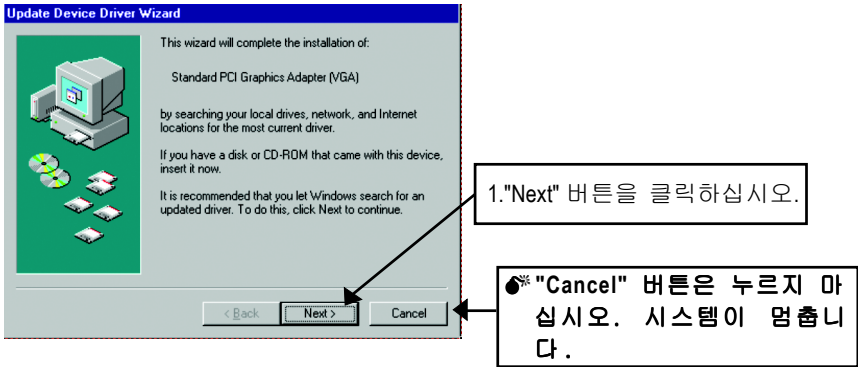 Update Device Driver Wizard
This wizard will complete the installation of:
Standard PCI Graphics Adapter (VGA)
by searching your local drives, network, and Internet
locations for the most current driver.
If you have a disk or CD-ROM that came with this device,
insert it now.
It is recommended that you let Windows search for an
updated driver. To do this, click Next to continue.
< Back
Next >
Cancel
1."Next" 버튼을 클릭하십시오.
"Cancel" 버튼은 누르지 마
십시오. 시스템이 멈춥니
다.